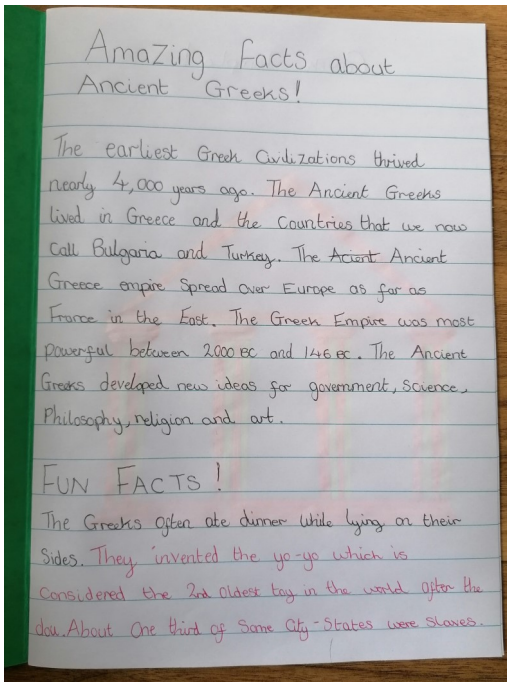 Amazing Facts about
Ancient Greeks!
The earliest Greek Civilizations thrived
nearly 4,000 years ago. The Ancient Greeks
lived in Greece and the Countries that we now
Call Bulgaria and Turkey. The Acient Ancient
Greece empire Spread over Europe as far as
France in the East. The Greek Empire was most
powerful between 2000 BC and 146 BC. The Ancient
Greeks developed new ideas for government, Science,
Philosophy, religion and art.
FUN FACTS!
The Greeks often ate dinner while lying on their
Sides. They invented the yo-yo which is
Considered the 2nd oldest toy in the world after the
dou. About One third of Some City-States were slaves.